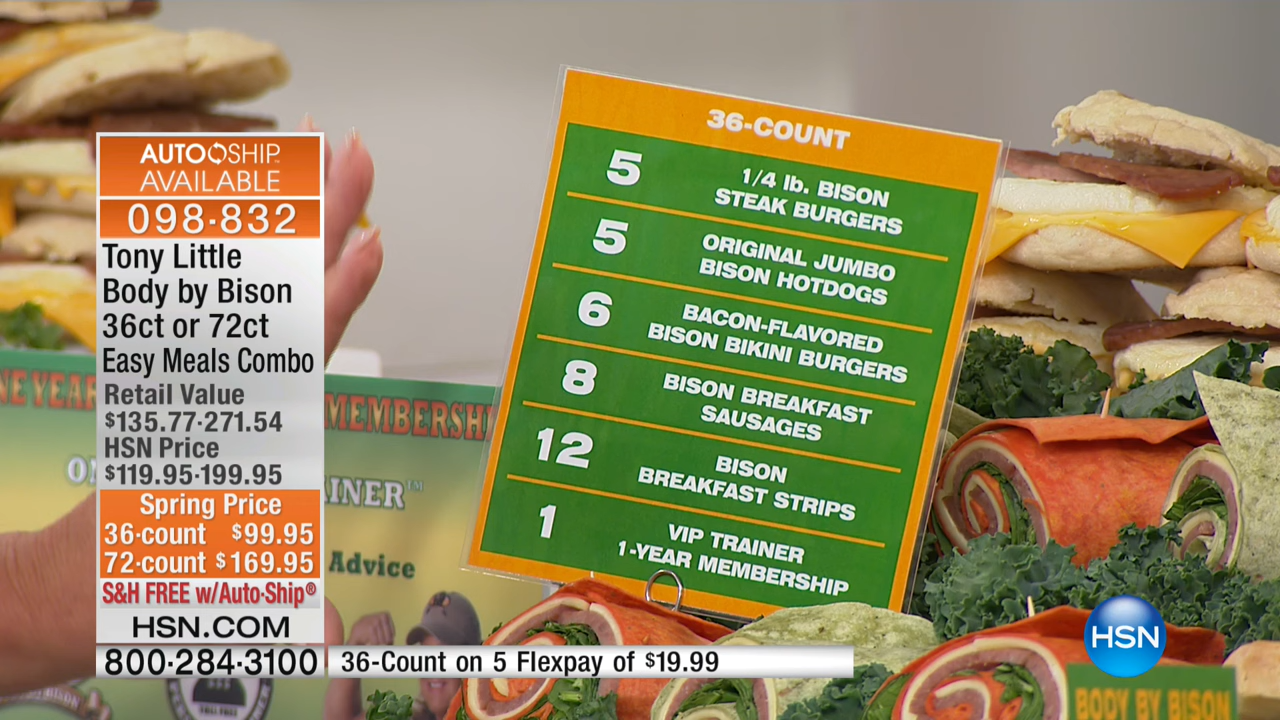 AUTO SHIP™
AVAILABLE
098-832
Tony Little
Body by Bison
36ct or 72ct
Easy Meals Combo
Retail Value
$135.77-271.54
HSN Price
$119.95-199.95
Spring Price
36-count $99.95
72-count $169.95
S&H FREE w/Auto-Ship®
HSN.COM
800-284-3100
36-Count on 5 Flexpay of $19.99
36-COUNT
5 1/4 lb. BISON
STEAK BURGERS
5 ORIGINAL JUMBO
BISON HOTDOGS
6 BACON-FLAVORED
BISON BIKINI BURGERS
8 BISON BREAKFAST
SAUSAGES
12 BISON
BREAKFAST STRIPS
1 VIP TRAINER
1-YEAR MEMBERSHIP
YEAR
Advice
HSN
BODY BY BISON